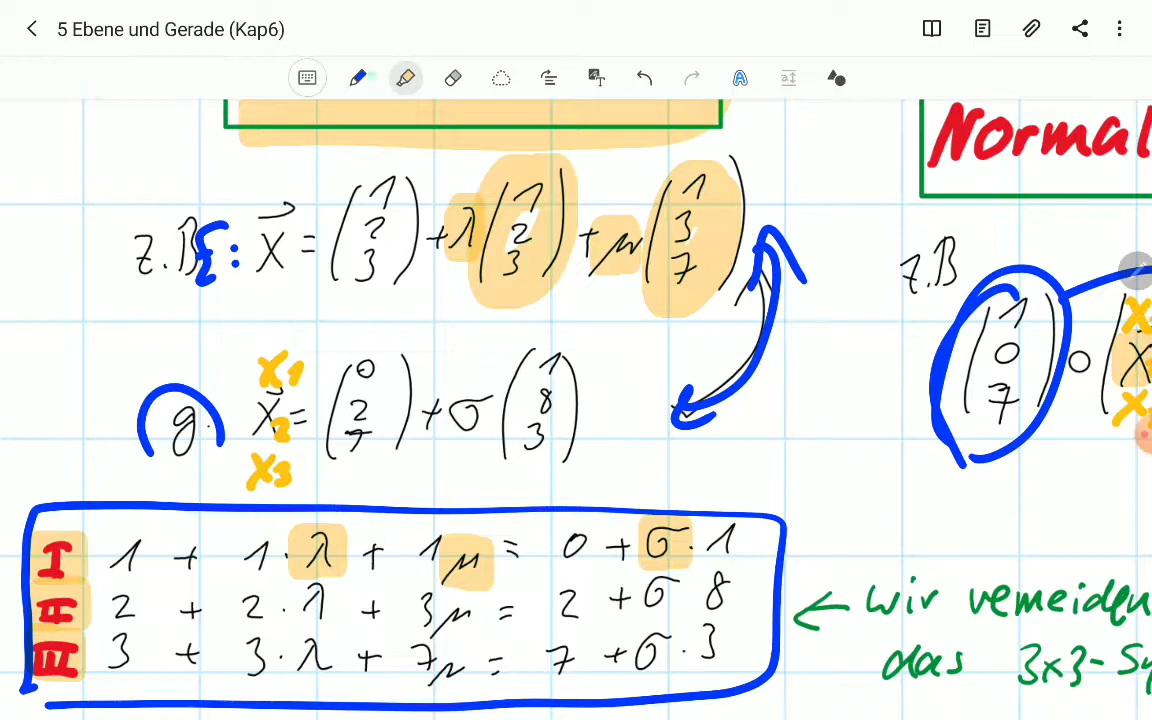 5 Ebene und Gerade (Kap6)
Normal
z.B E: X = (1 2 3) + λ (1 2 3) + μ (1 3 7)
z.B
(1 0 7) o (X
X1
g: X = (0 2 7) + σ (1 8 3)
X2
X3
I 1 + 1·λ + 1μ = 0 + σ·1
II 2 + 2·λ + 3μ = 2 + σ 8
III 3 + 3·λ + 7μ = 7 + σ·3
← Wir vemeiden
das 3x3-Sy